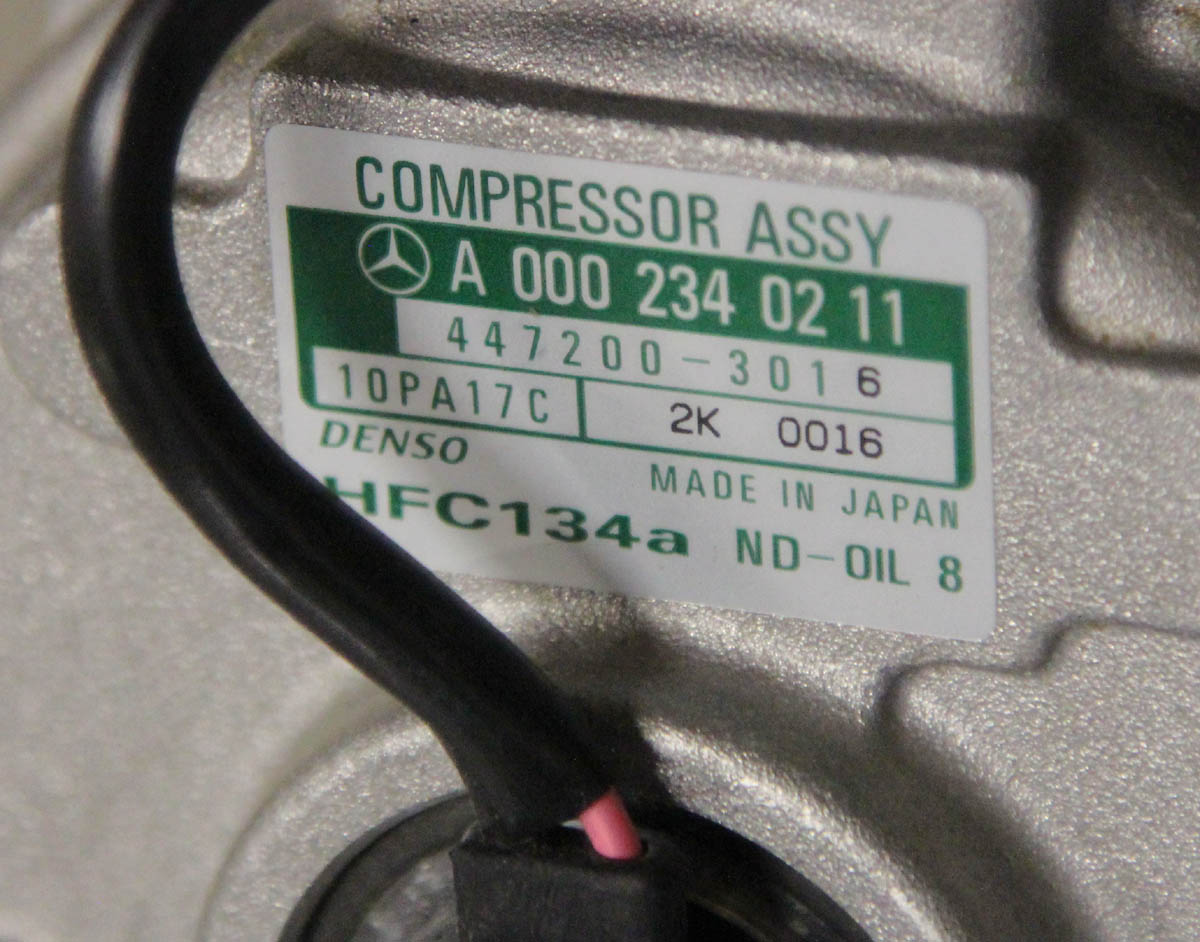 COMPRESSOR ASSY
A 000 234 02 11
447200-3016
10PA17C 2K 0016
DENSO
MADE IN JAPAN
HFC134a ND-OIL 8